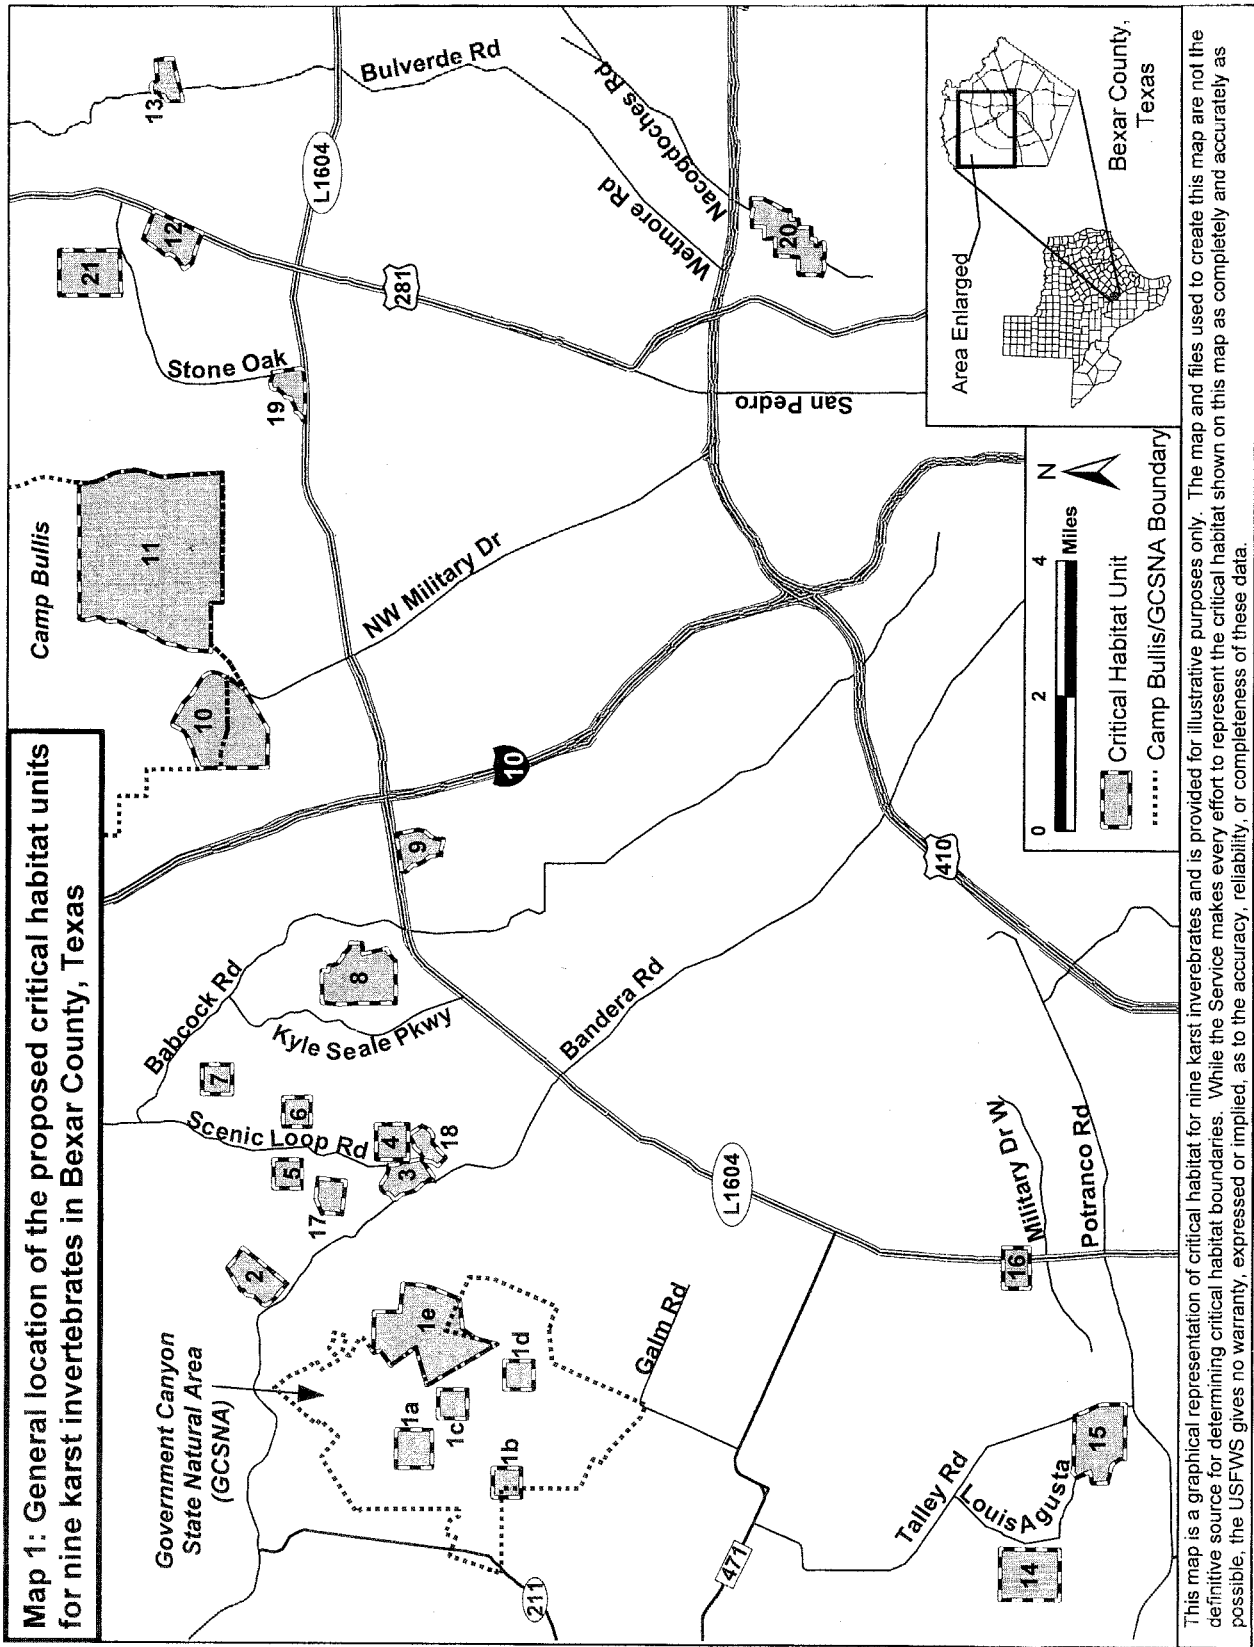 Map 1: General location of the proposed critical habitat units
for nine karst invertebrates in Bexar County, Texas
Camp Bullis
Government Canyon
State Natural Area
(GCSNA)
21
12
13
11
10
19
Stone Oak
L1604
281
Bulverde Rd
Nacogdoches Rd
Wetmore Rd
20
San Pedro
NW Military Dr
10
9
8
Babcock Rd
Kyle Seale Pkwy
7
6
Scenic Loop Rd
5
4
18
3
17
2
Bandera Rd
410
1e
1a
1c
1d
1b
L1604
Galm Rd
211
471
Talley Rd
Louis Agusta
14
15
16
Military Dr W
Potranco Rd
0 2 4
Miles
N
Critical Habitat Unit
Camp Bullis/GCSNA Boundary
Area Enlarged
Bexar County,
Texas
This map is a graphical representation of critical habitat for nine karst inverebrates and is provided for illustrative purposes only. The map and files used to create this map are not the
definitive source for determining critical habitat boundaries. While the Service makes every effort to represent the critical habitat shown on this map as completely and accurately as
possible, the USFWS gives no warranty, expressed or implied, as to the accuracy, reliability, or completeness of these data.